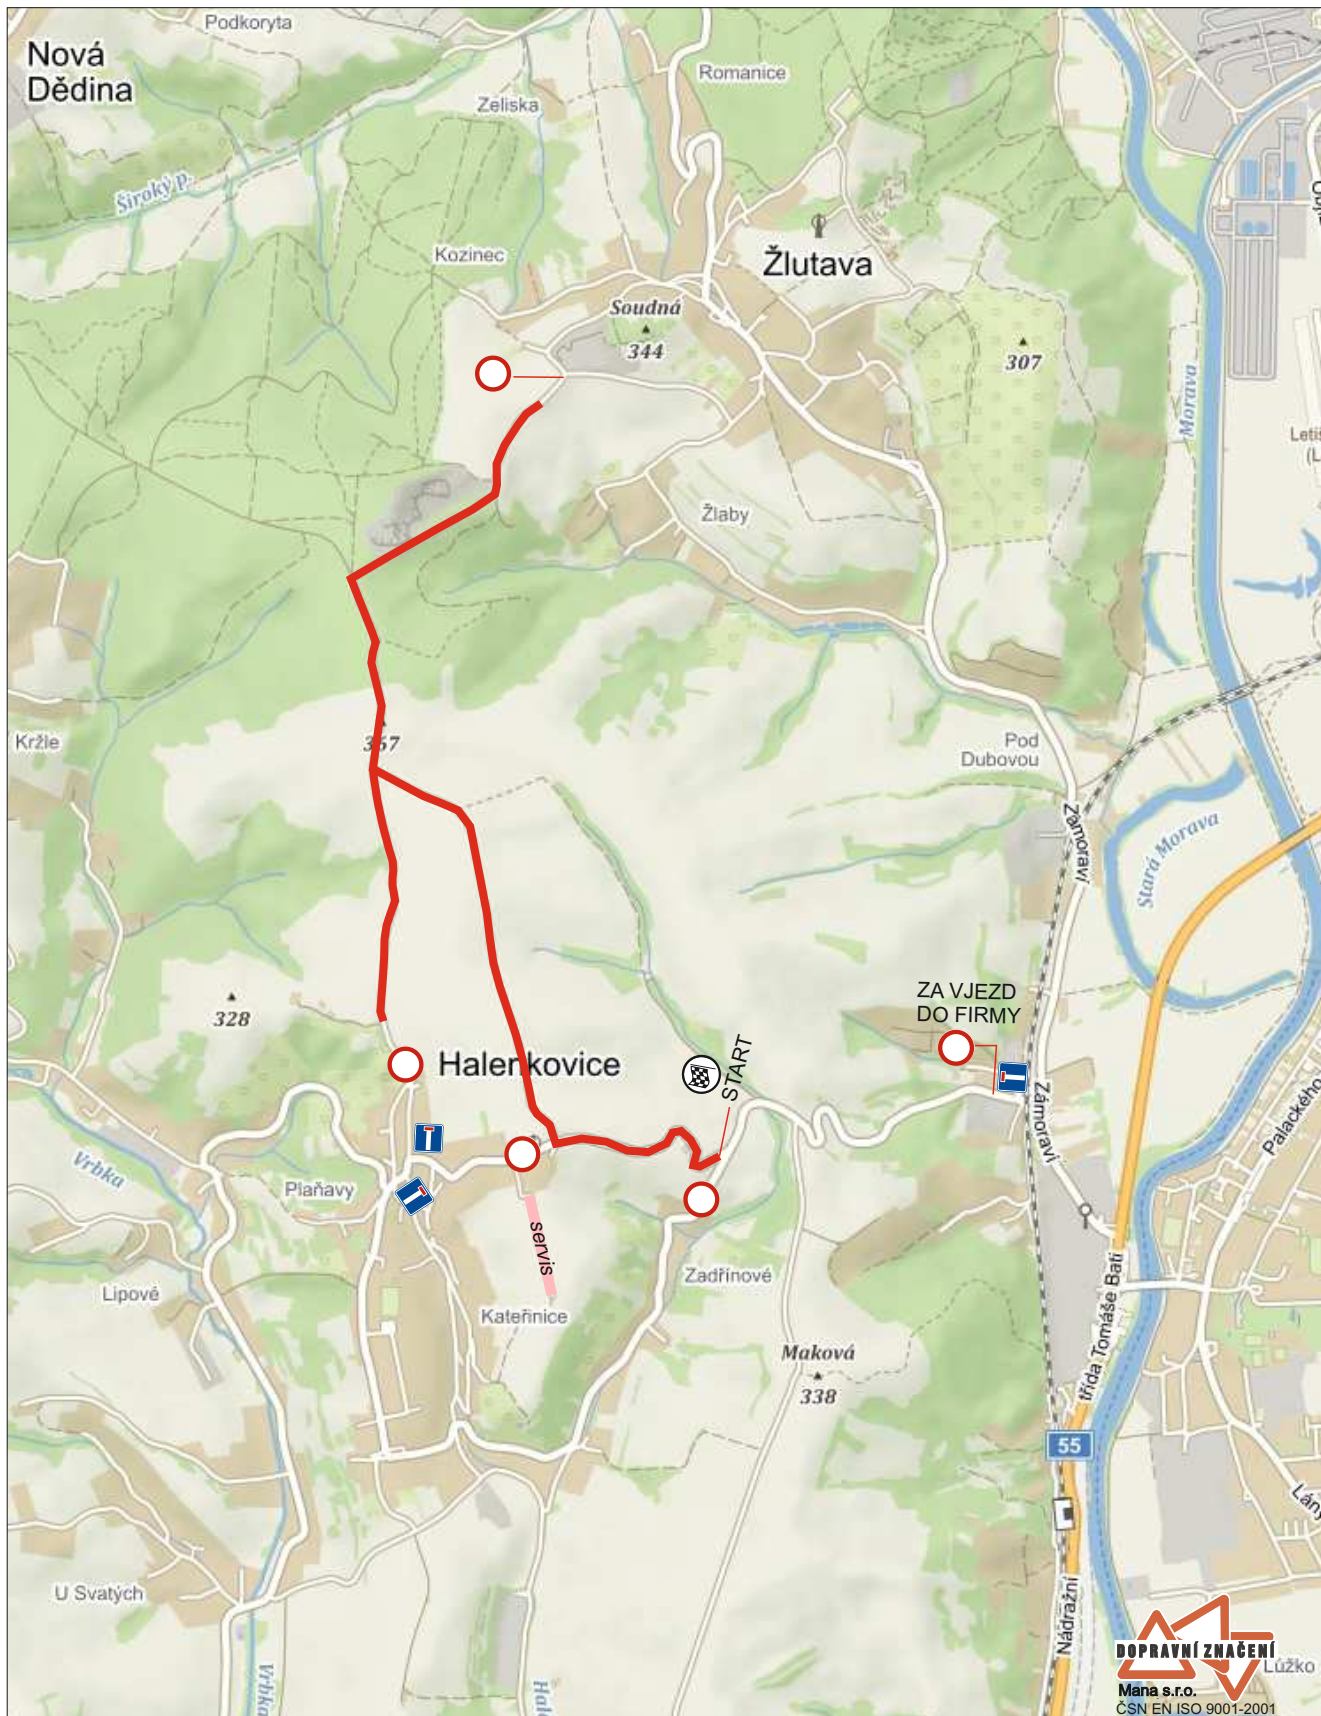 Podkoryta
Nová
Dědina
Romanice
Zeliska
Široký p.
Kozinec
Žlutava
Soudná
344
307
Morava
Žlaby
Kržle
367
Pod
Dubovou
Zámoraví
Stará Morava
328
ZA VJEZD
DO FIRMY
START
Halenkovice
Zámoraví
Palackého
Vrbka
Plaňavy
servis
Zadřínové
Lipové
Kateřinice
třída Tomáše Bati
Maková
338
55
U Svatých
Nádražní
Vrbka
DOPRAVNÍ ZNAČENÍ
Lúžko
Mana s.r.o.
ČSN EN ISO 9001-2001